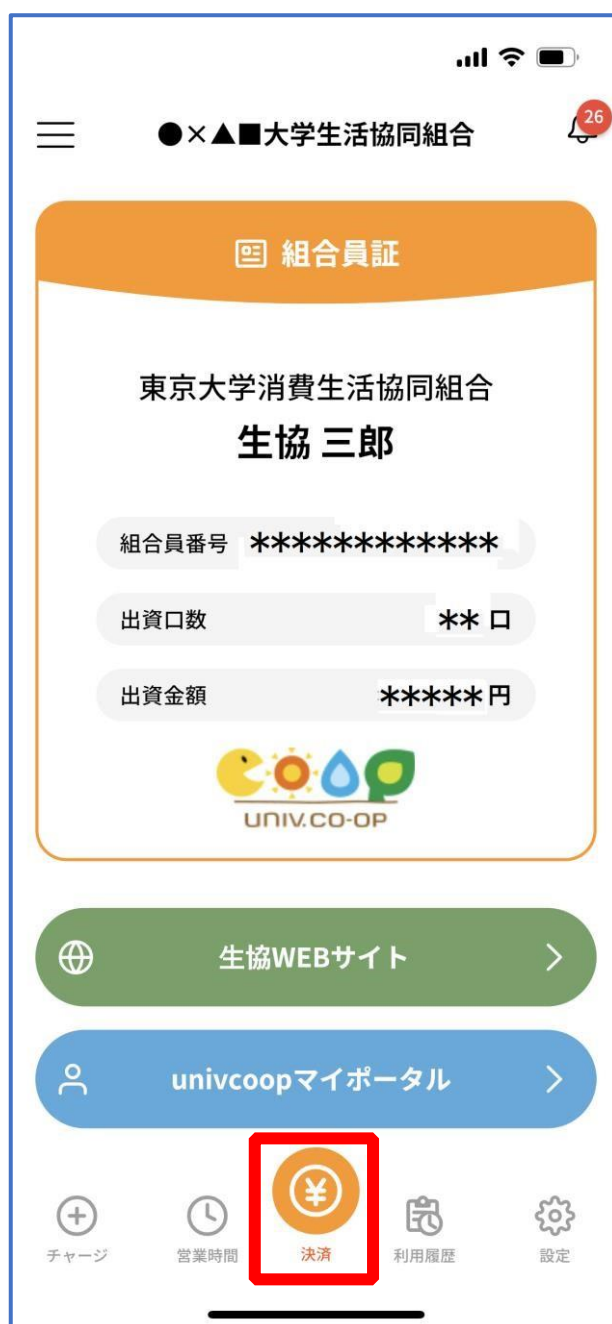 ●×▲■大学生活協同組合
26
組合員証
東京大学消費生活協同組合
生協 三郎
組合員番号 ************
出資口数 ** 口
出資金額 *****円
UNIV.CO-OP
生協WEBサイト
univcoopマイポータル
¥
チャージ 営業時間 決済 利用履歴 設定